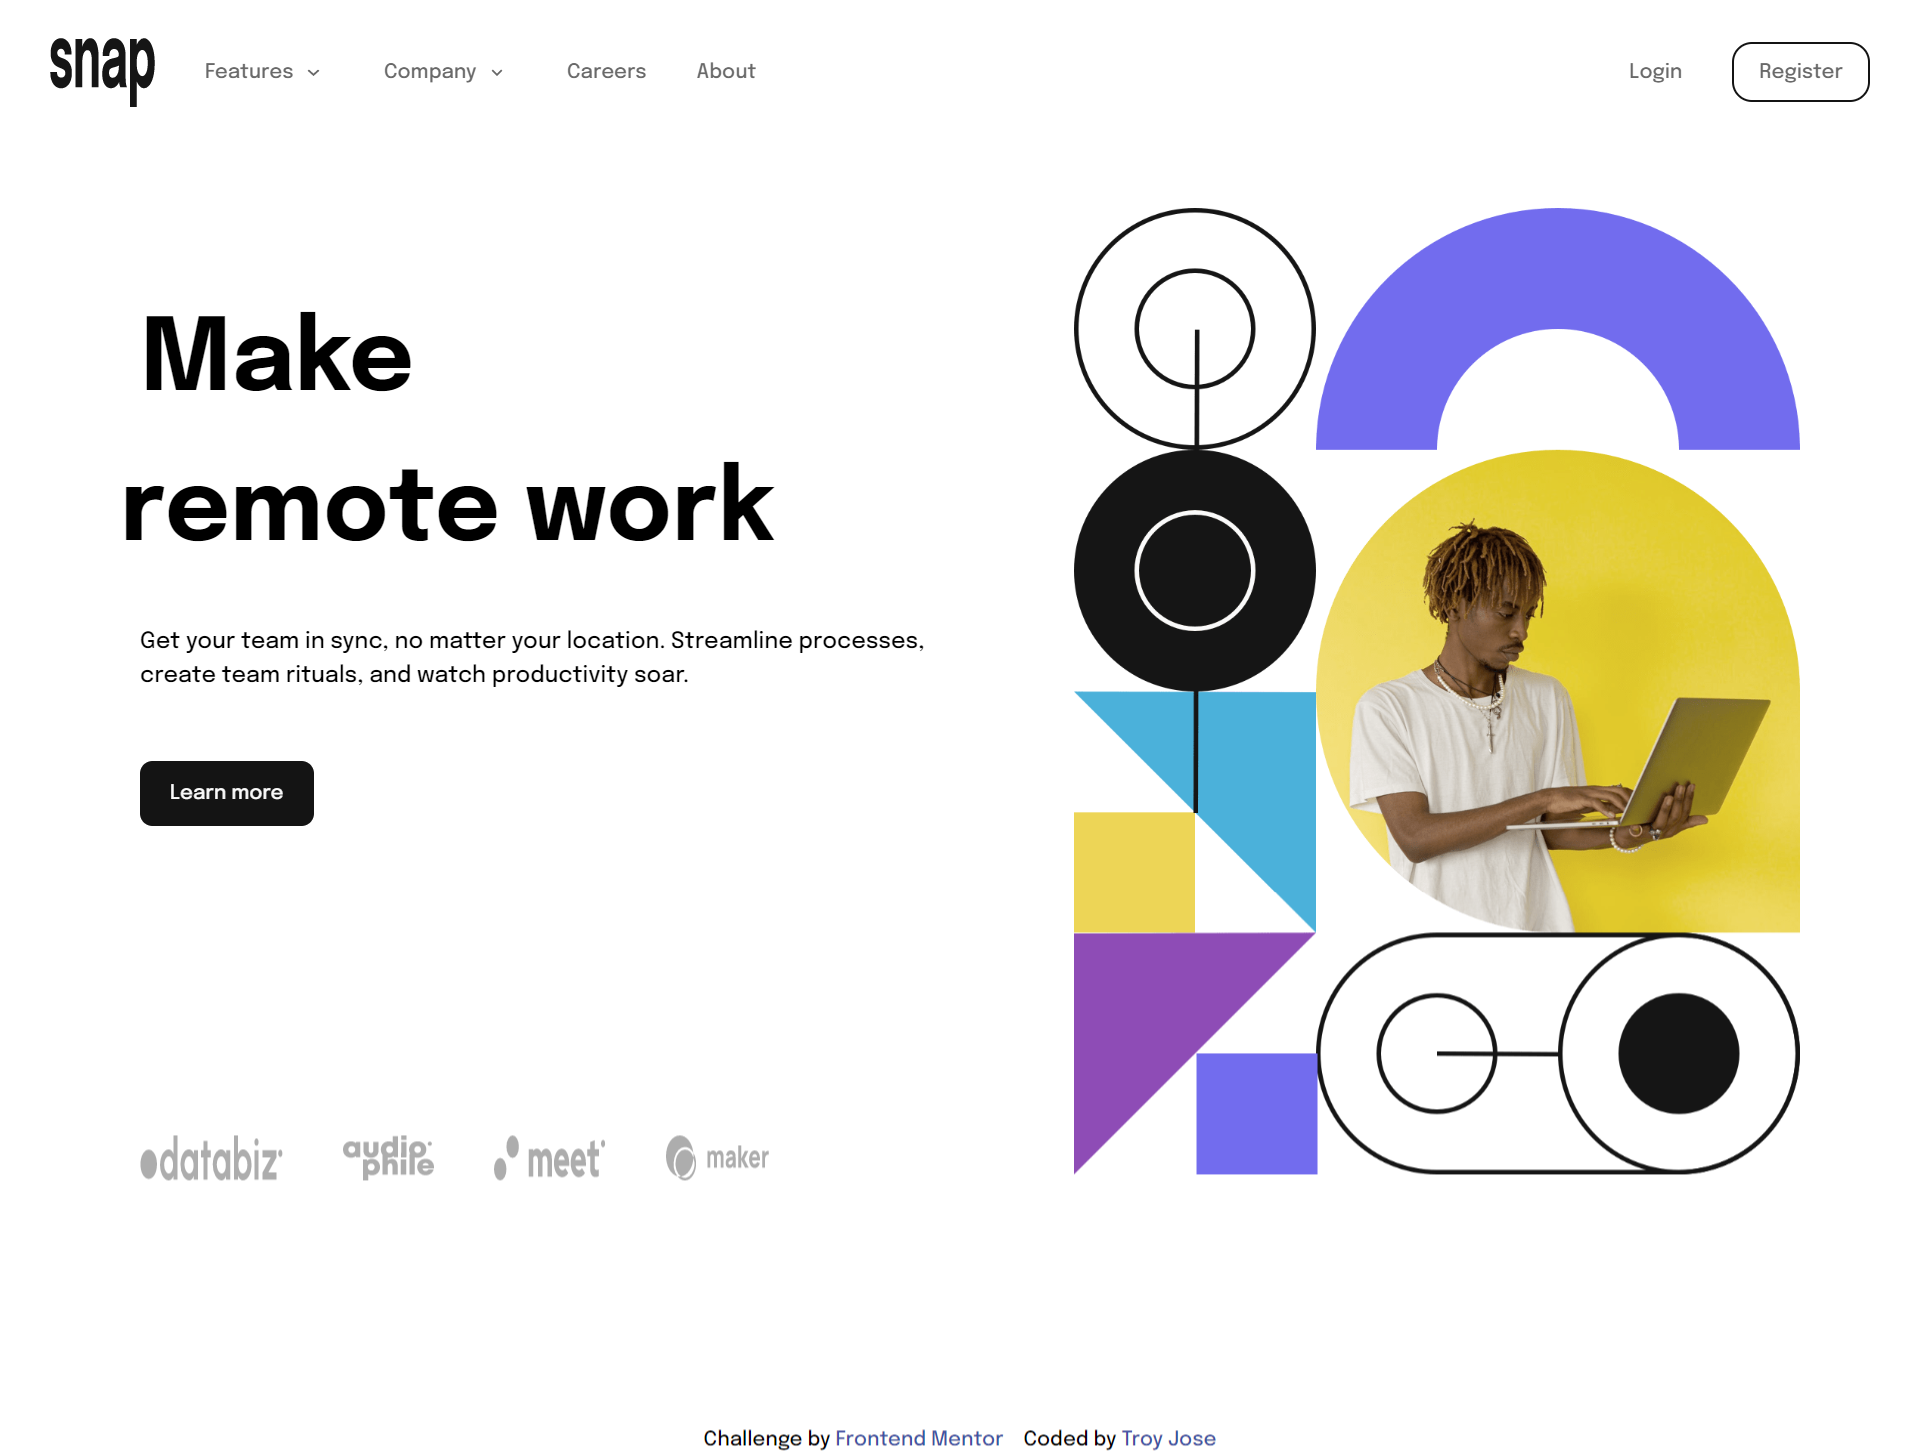 snap
Features
Company
Careers
About
Login
Register
Make
remote work
Get your team in sync, no matter your location. Streamline processes,
create team rituals, and watch productivity soar.
Learn more
databiz
audiophile
meet
maker
Challenge by Frontend Mentor Coded by Troy Jose